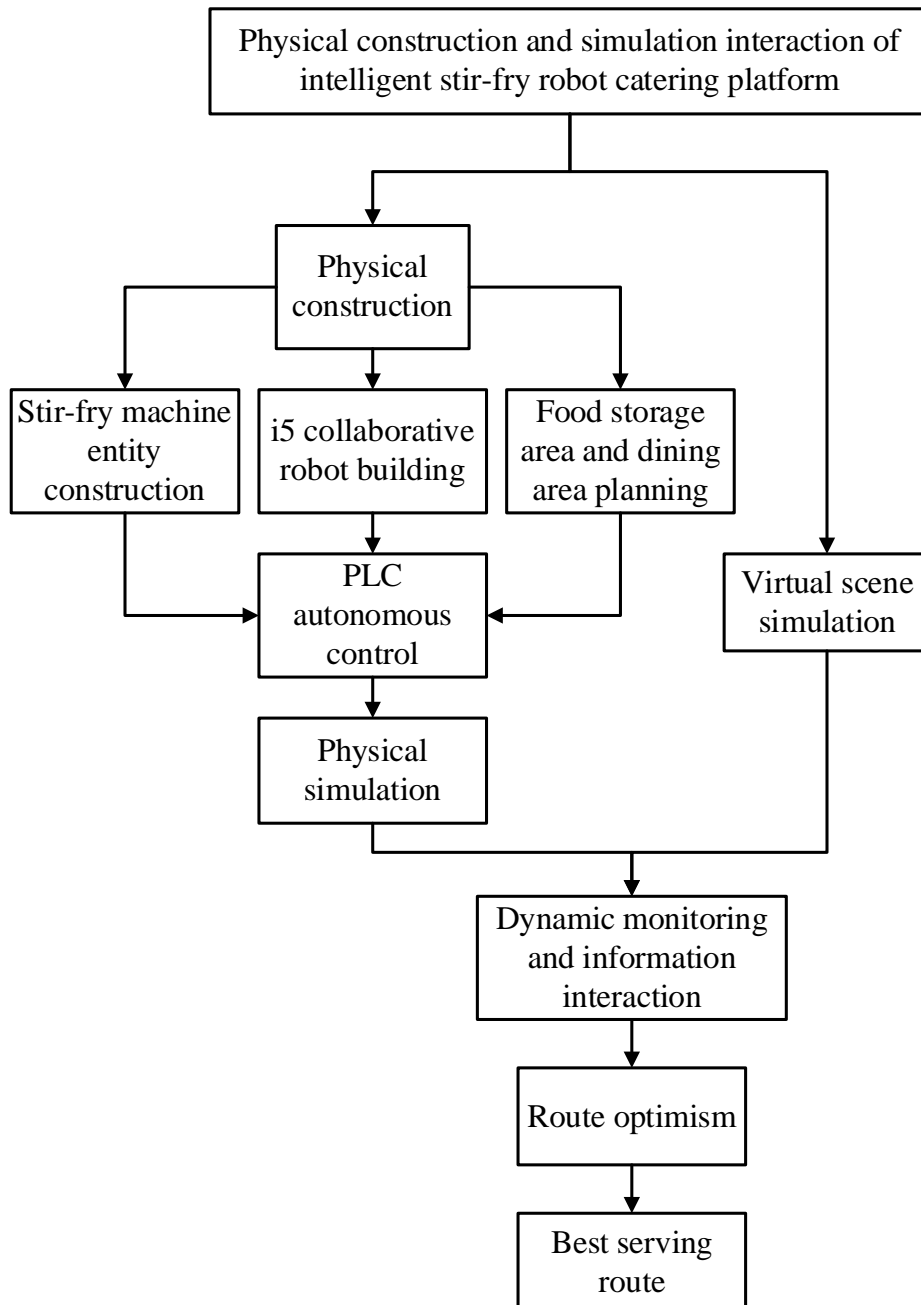 Physical construction and simulation interaction of
intelligent stir-fry robot catering platform
Physical
construction
Stir-fry machine
entity
construction
i5 collaborative
robot building
Food storage
area and dining
area planning
PLC
autonomous
control
Virtual scene
simulation
Physical
simulation
Dynamic monitoring
and information
interaction
Route optimism
Best serving
route